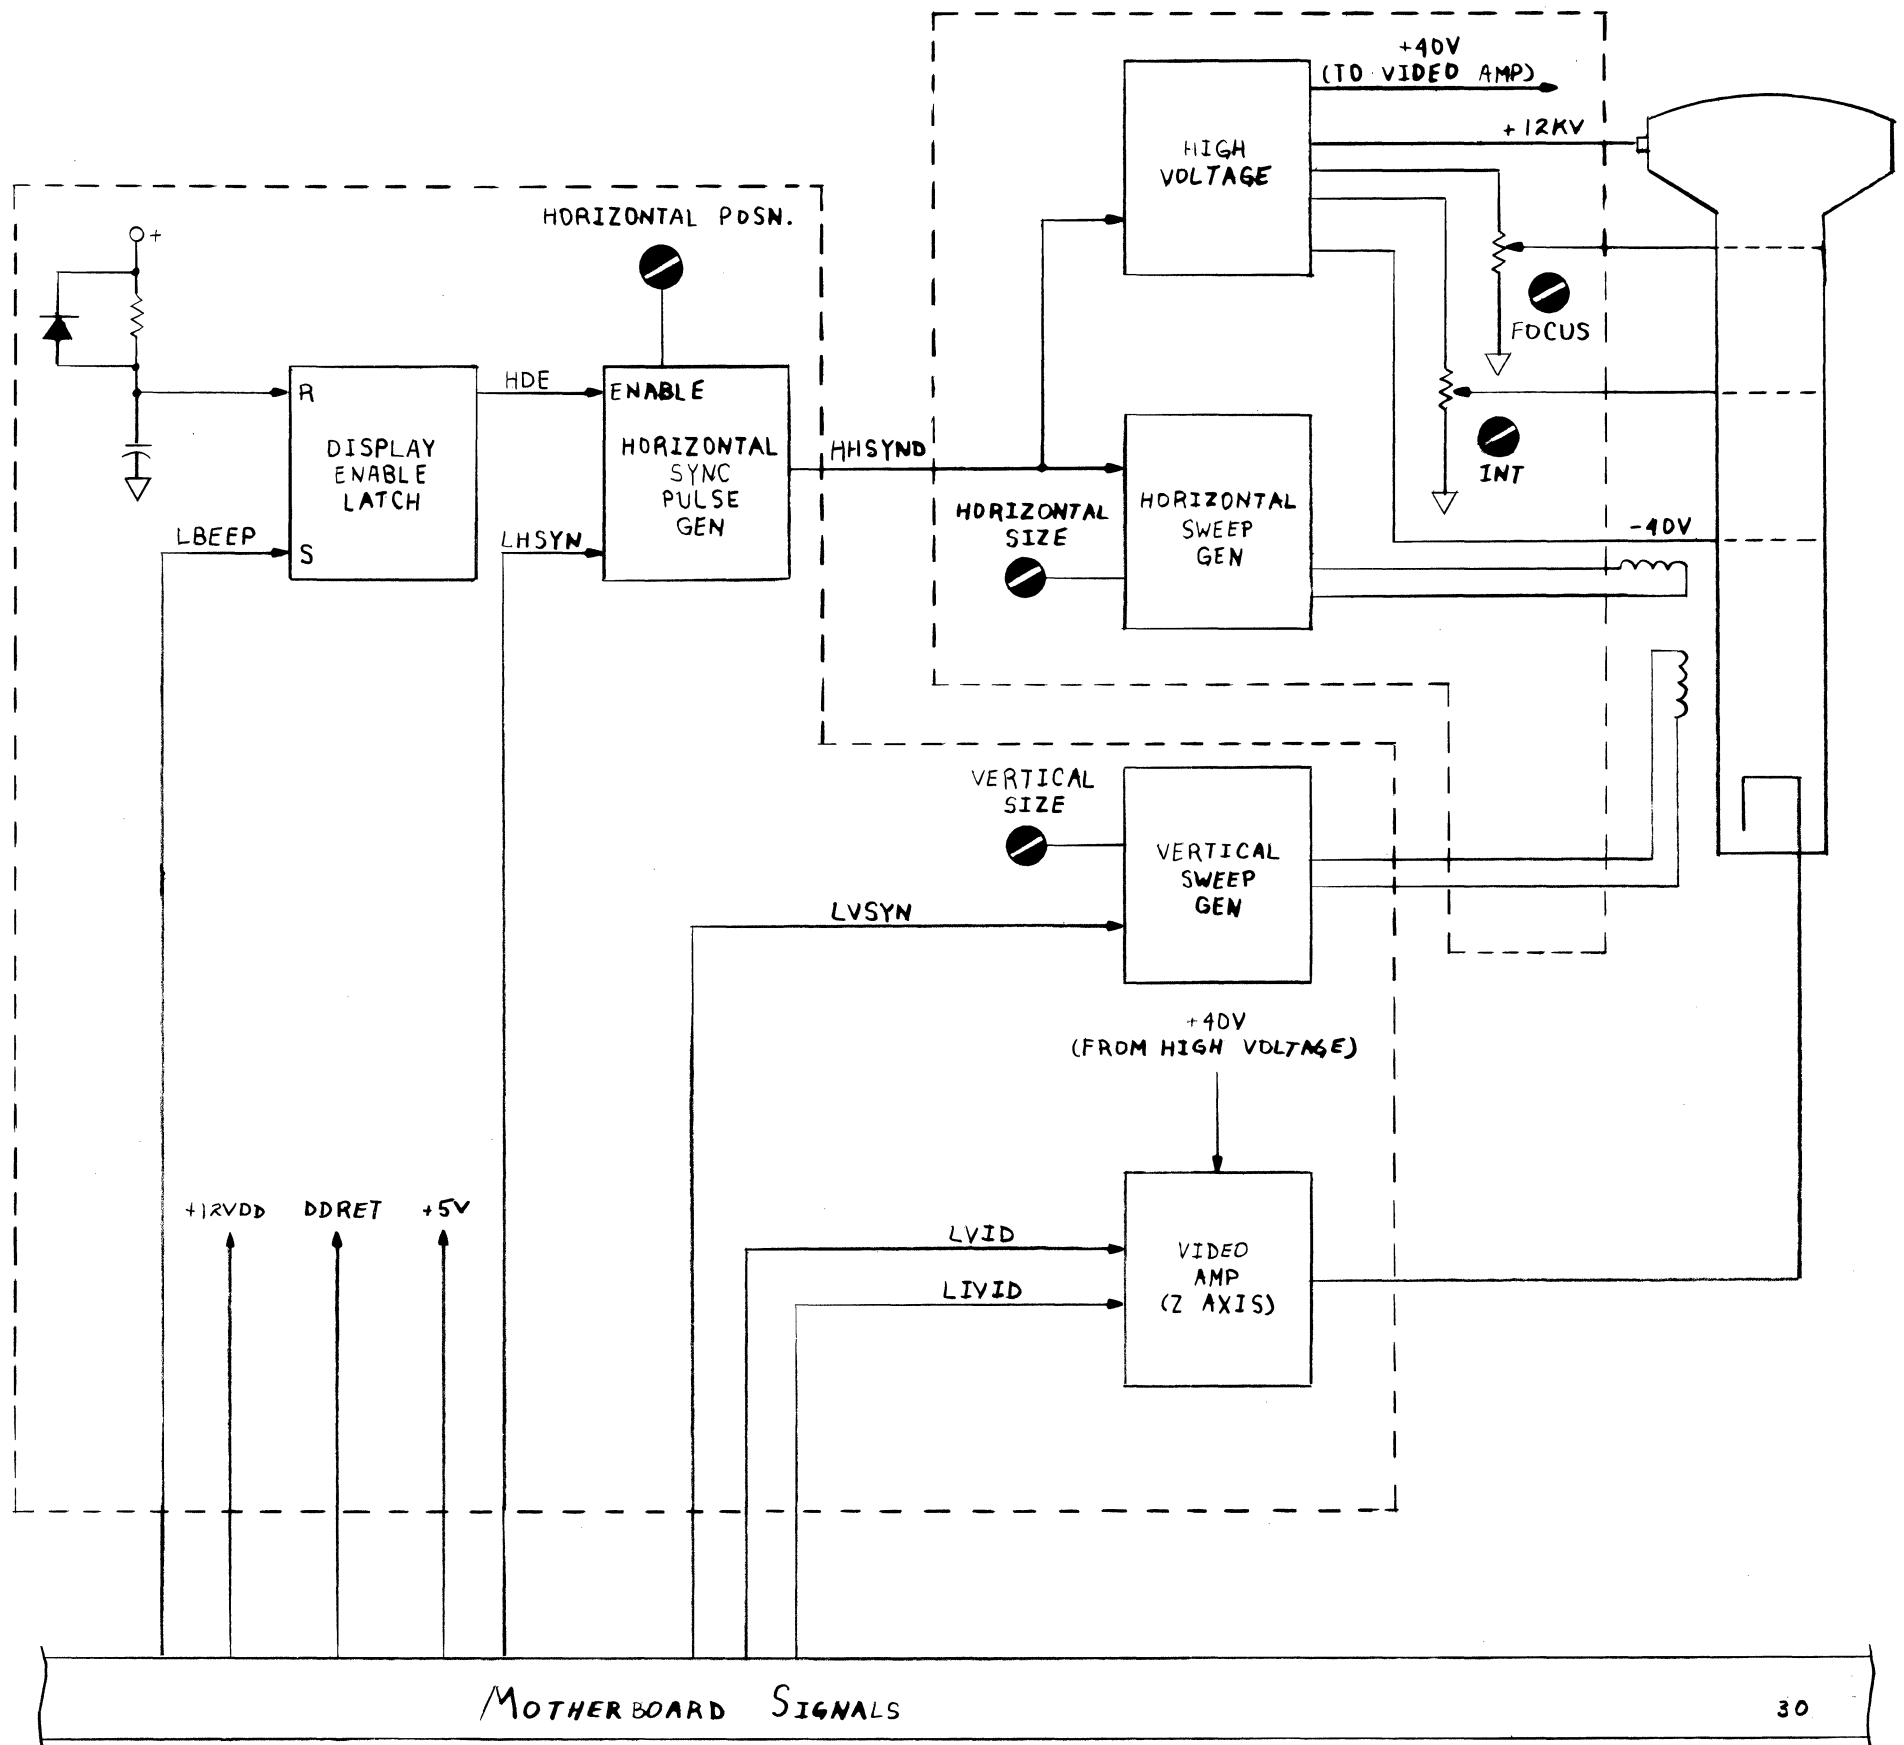 +40V
(TO VIDEO AMP)
+12KV
HIGH
VOLTAGE
HORIZONTAL POSN.
+
FOCUS
R
HDE
ENABLE
DISPLAY
ENABLE
LATCH
HORIZONTAL
SYNC
PULSE
GEN
HHSYND
INT
HORIZONTAL
SIZE
HORIZONTAL
SWEEP
GEN
-40V
LBEEP
S
LHSYN
VERTICAL
SIZE
VERTICAL
SWEEP
GEN
LVSYN
+40V
(FROM HIGH VOLTAGE)
+12VDD
DDRET
+5V
LVID
LIVID
VIDEO
AMP
(Z AXIS)
MOTHERBOARD SIGNALS
30